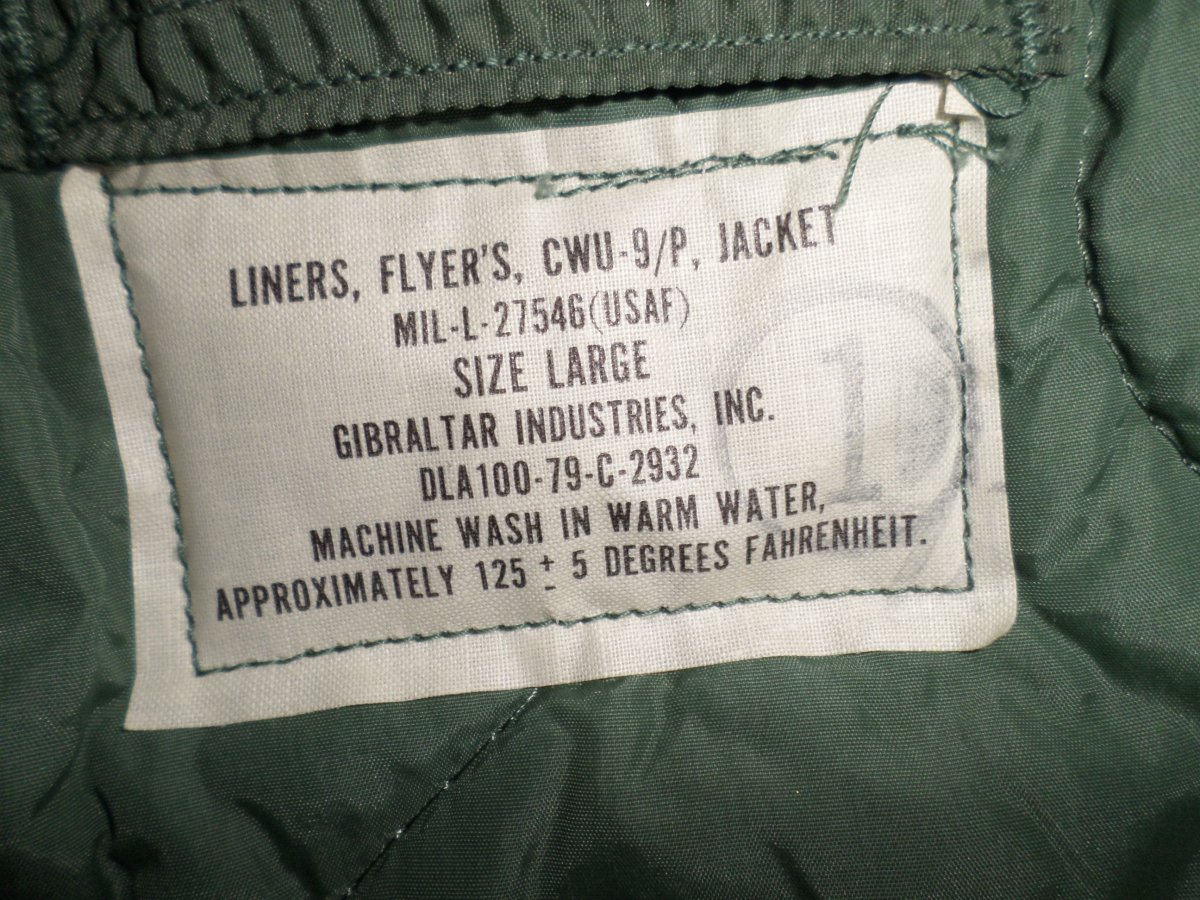 LINERS, FLYER'S, CWU-9/P, JACKET
MIL-L-27546(USAF)
SIZE LARGE
GIBRALTAR INDUSTRIES, INC.
DLA100-79-C-2932
MACHINE WASH IN WARM WATER,
APPROXIMATELY 125 ± 5 DEGREES FAHRENHEIT.
1